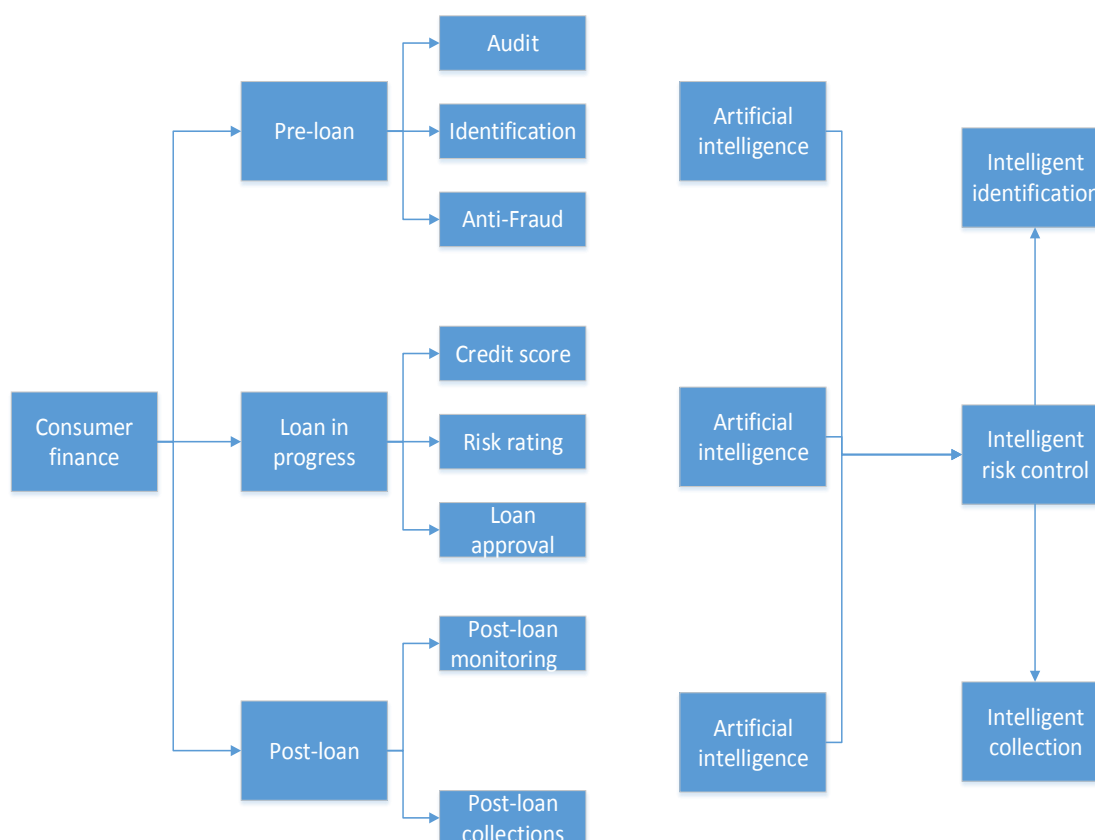 Audit
Pre-loan
Identification
Anti-Fraud
Artificial
intelligence
Intelligent
identification
Consumer
finance
Loan in
progress
Credit score
Risk rating
Loan
approval
Artificial
intelligence
Intelligent
risk control
Post-loan
Post-loan
monitoring
Post-loan
collections
Artificial
intelligence
Intelligent
collection